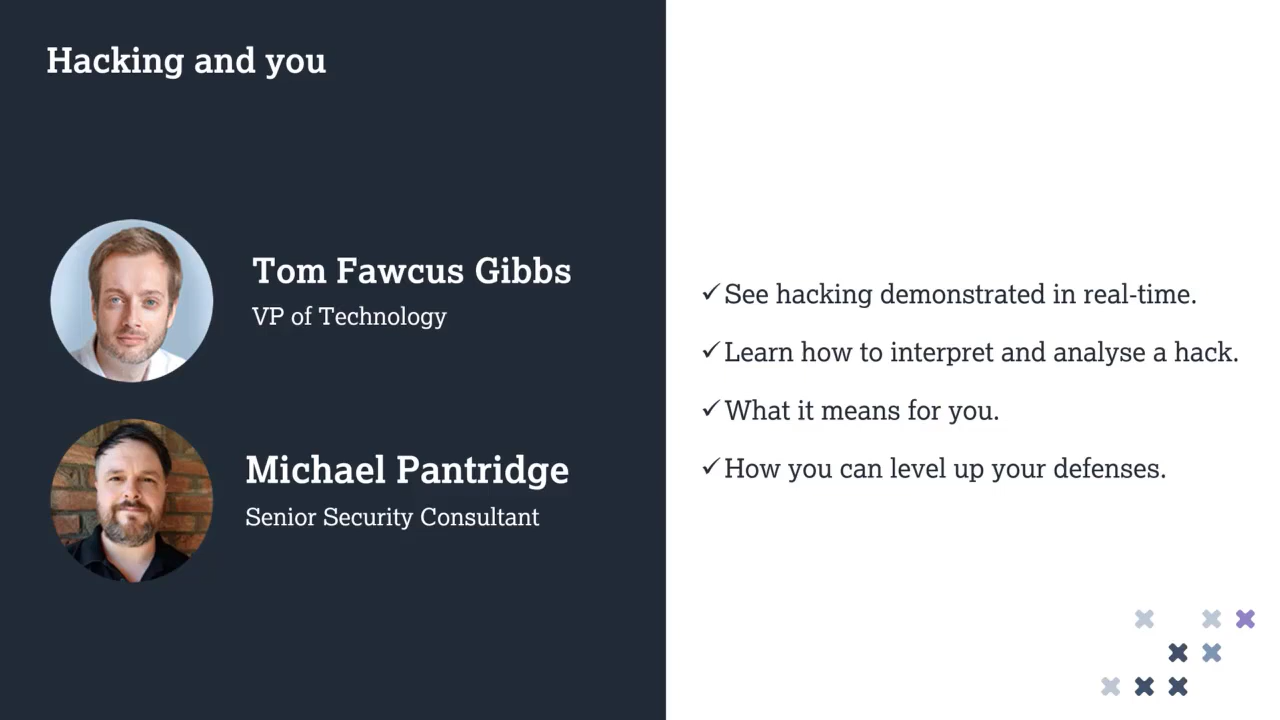 Hacking and you
Tom Fawcus Gibbs
VP of Technology
Michael Pantridge
Senior Security Consultant
✓See hacking demonstrated in real-time.
✓Learn how to interpret and analyse a hack.
✓What it means for you.
✓How you can level up your defenses.